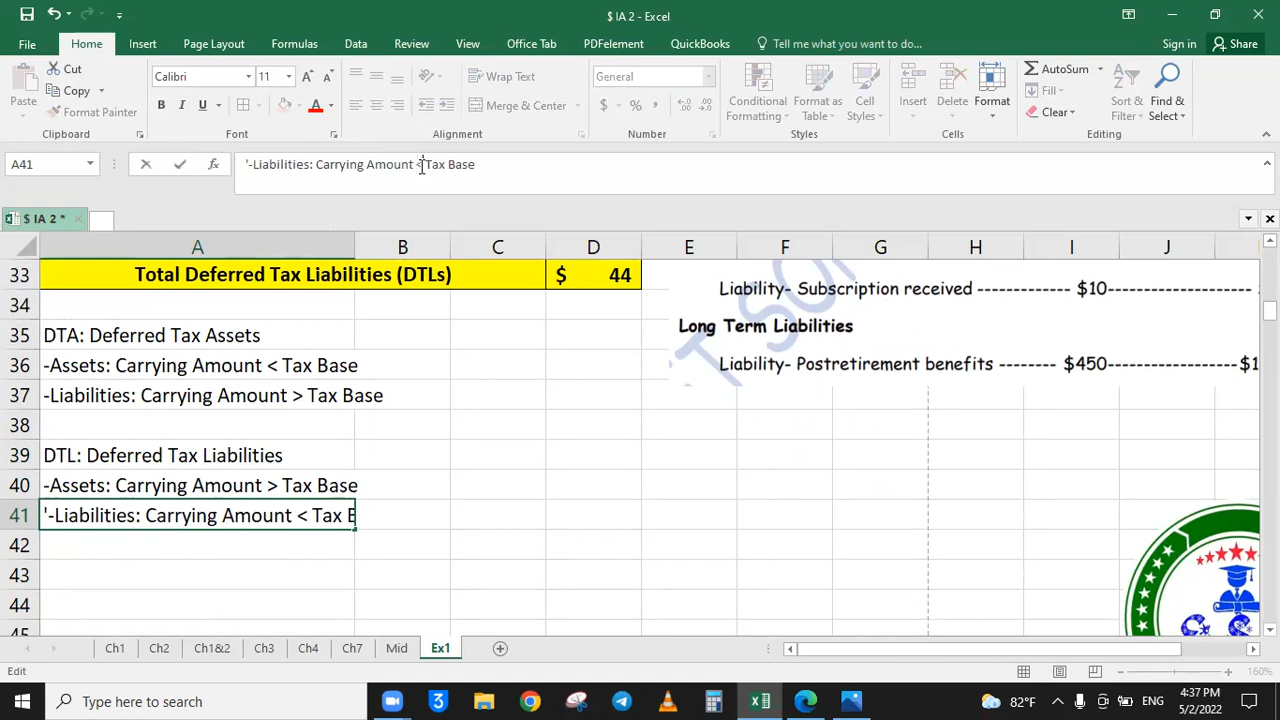 $ IA 2 - Excel
File Home Insert Page Layout Formulas Data Review View Office Tab PDFelement QuickBooks Tell me what you want to do... Sign in Share
Cut
Copy
Format Painter
Paste
Clipboard
Calibri 11
B I U
Font
Wrap Text
Merge & Center
Alignment
General
$ % ,
Number
Conditional Formatting
Format as Table
Cell Styles
Styles
Insert Delete Format
Cells
AutoSum
Fill
Clear
Sort & Filter
Find & Select
Editing
A41 fx '-Liabilities: Carrying Amount < Tax Base
$ IA 2 *
A B C D E F G H I J
33 Total Deferred Tax Liabilities (DTLs) $ 44
Liability- Subscription received ------------- $10--------------------
34
Long Term Liabilities
35 DTA: Deferred Tax Assets
36 -Assets: Carrying Amount < Tax Base
Liability- Postretirement benefits -------- $450------------------$1
37 -Liabilities: Carrying Amount > Tax Base
38
39 DTL: Deferred Tax Liabilities
40 -Assets: Carrying Amount > Tax Base
41 '-Liabilities: Carrying Amount < Tax B
42
43
44
45
Ch1 Ch2 Ch1&2 Ch3 Ch4 Ch7 Mid Ex1
Edit 160%
Type here to search
82°F ENG 4:37 PM
5/2/2022